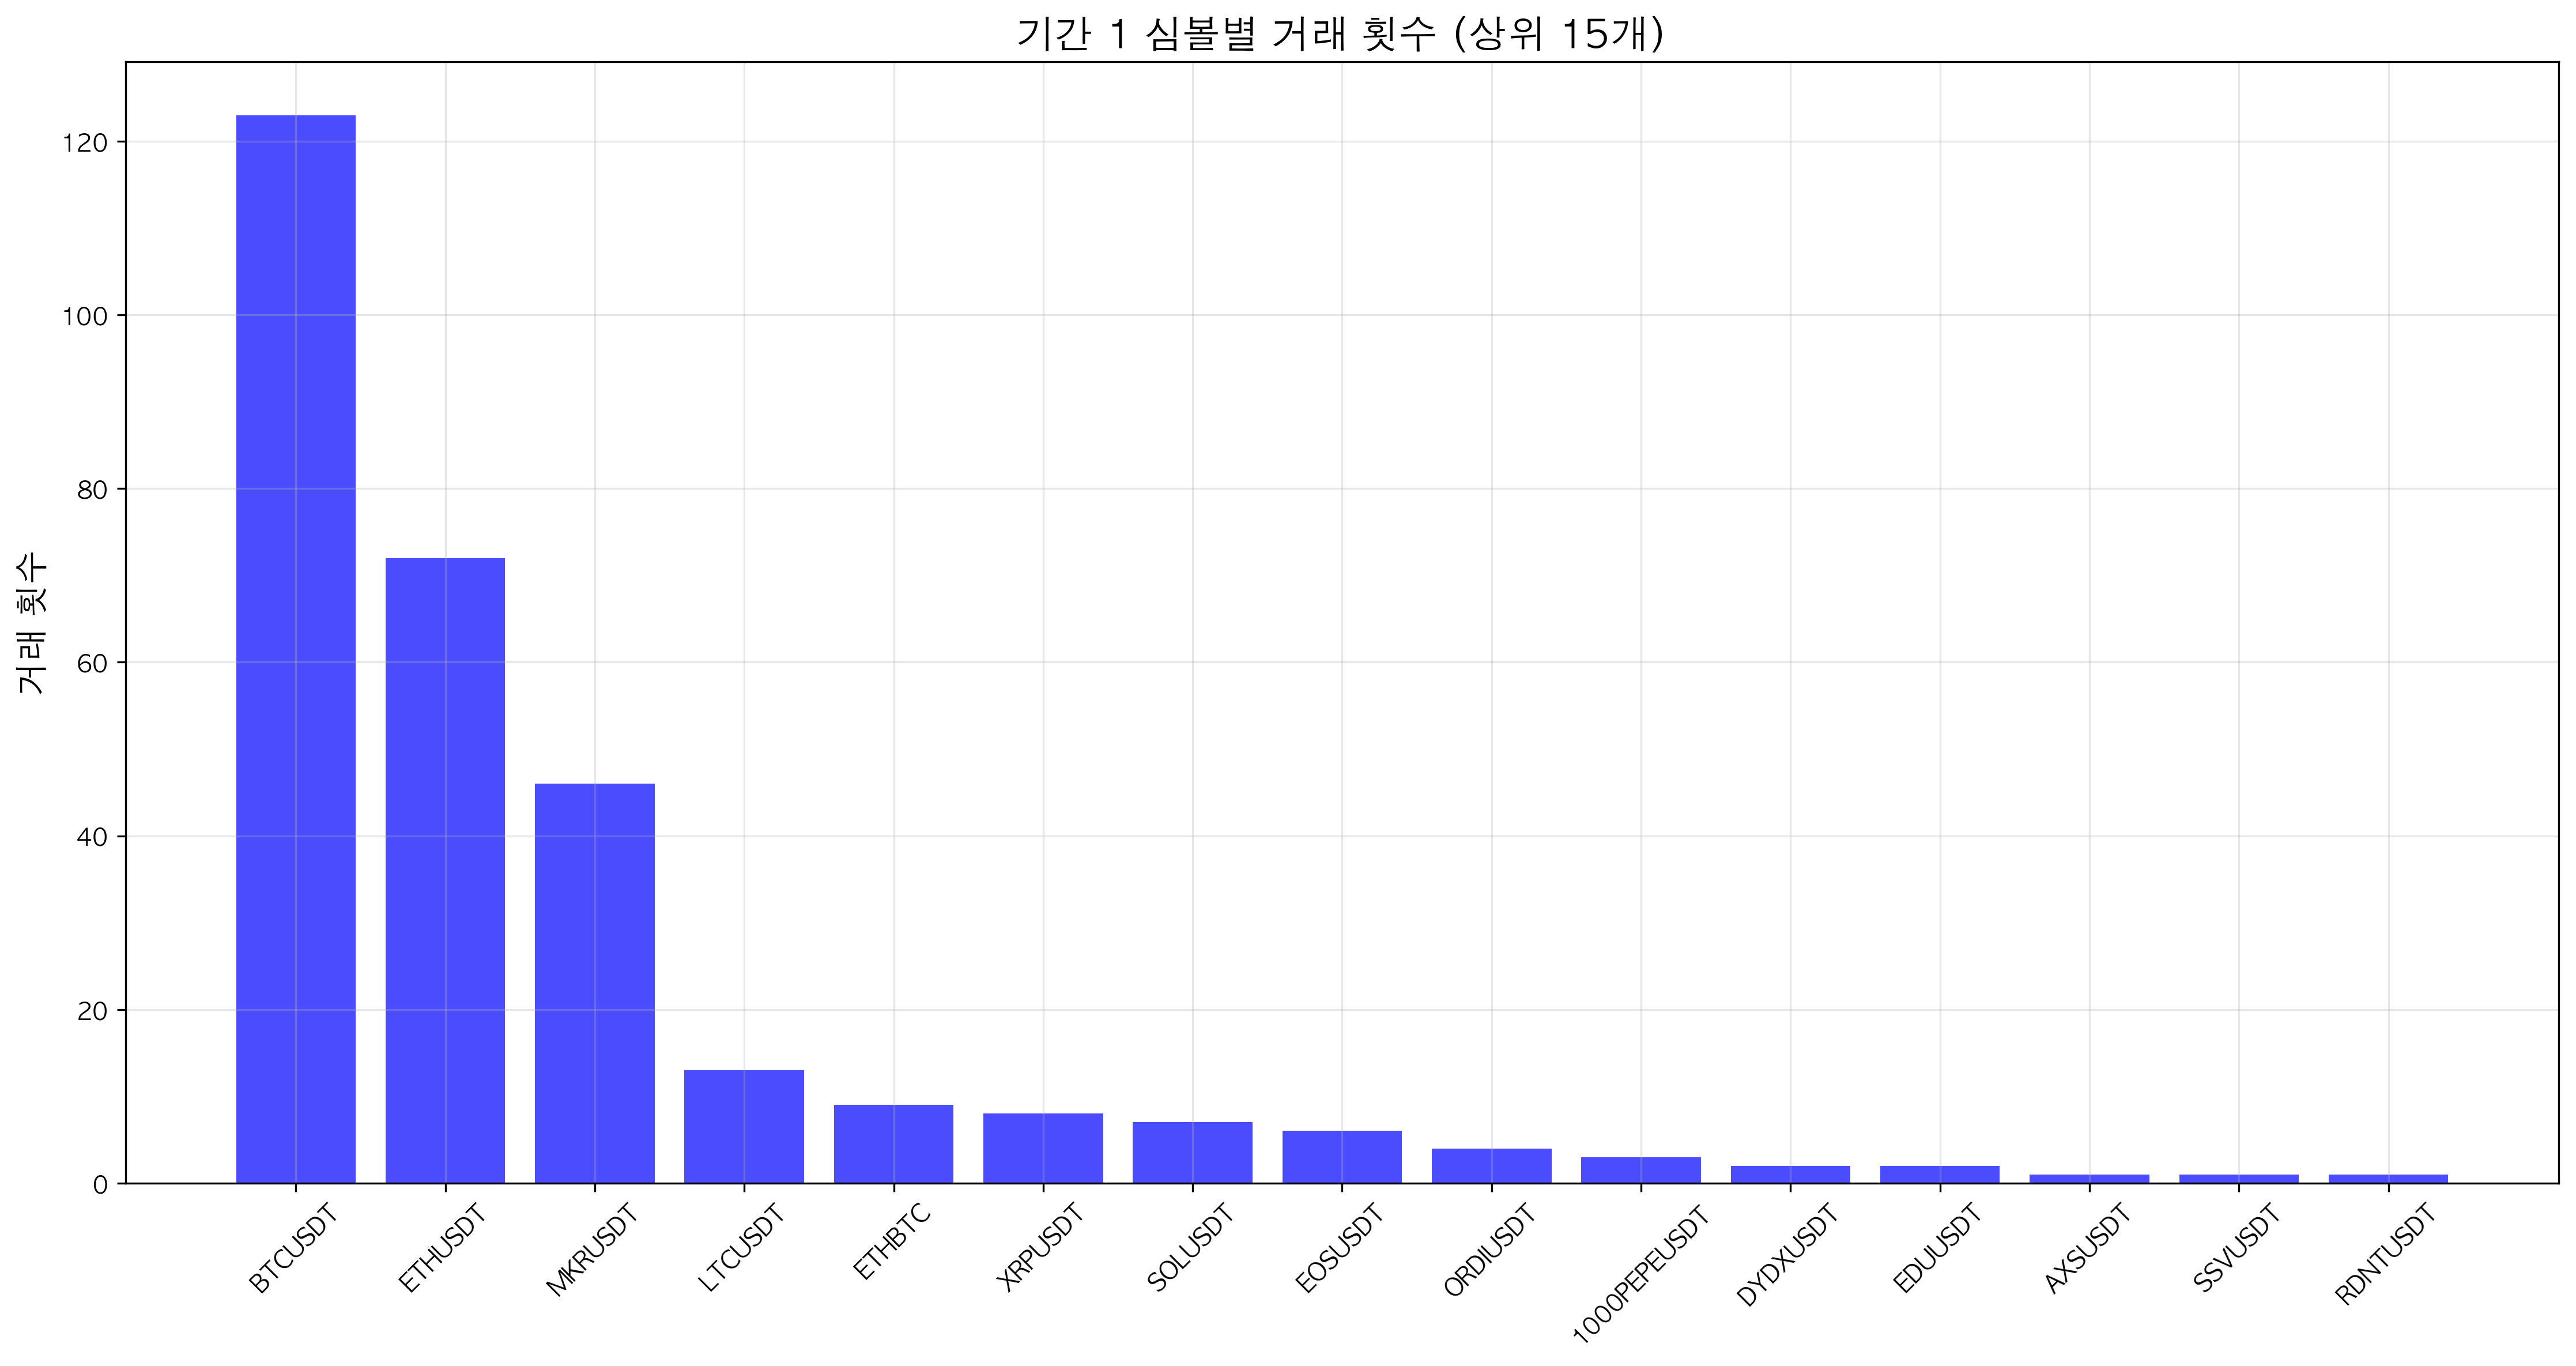 기간 1 심볼별 거래 횟수 (상위 15개)
거래 횟수
120
100
80
60
40
20
0
BTCUSDT
ETHUSDT
MKRUSDT
LTCUSDT
ETHBTC
XRPUSDT
SOLUSDT
EOSUSDT
ORDIUSDT
1000PEPEUSDT
DYDXUSDT
EDUUSDT
AXSUSDT
SSVUSDT
RDNTUSDT